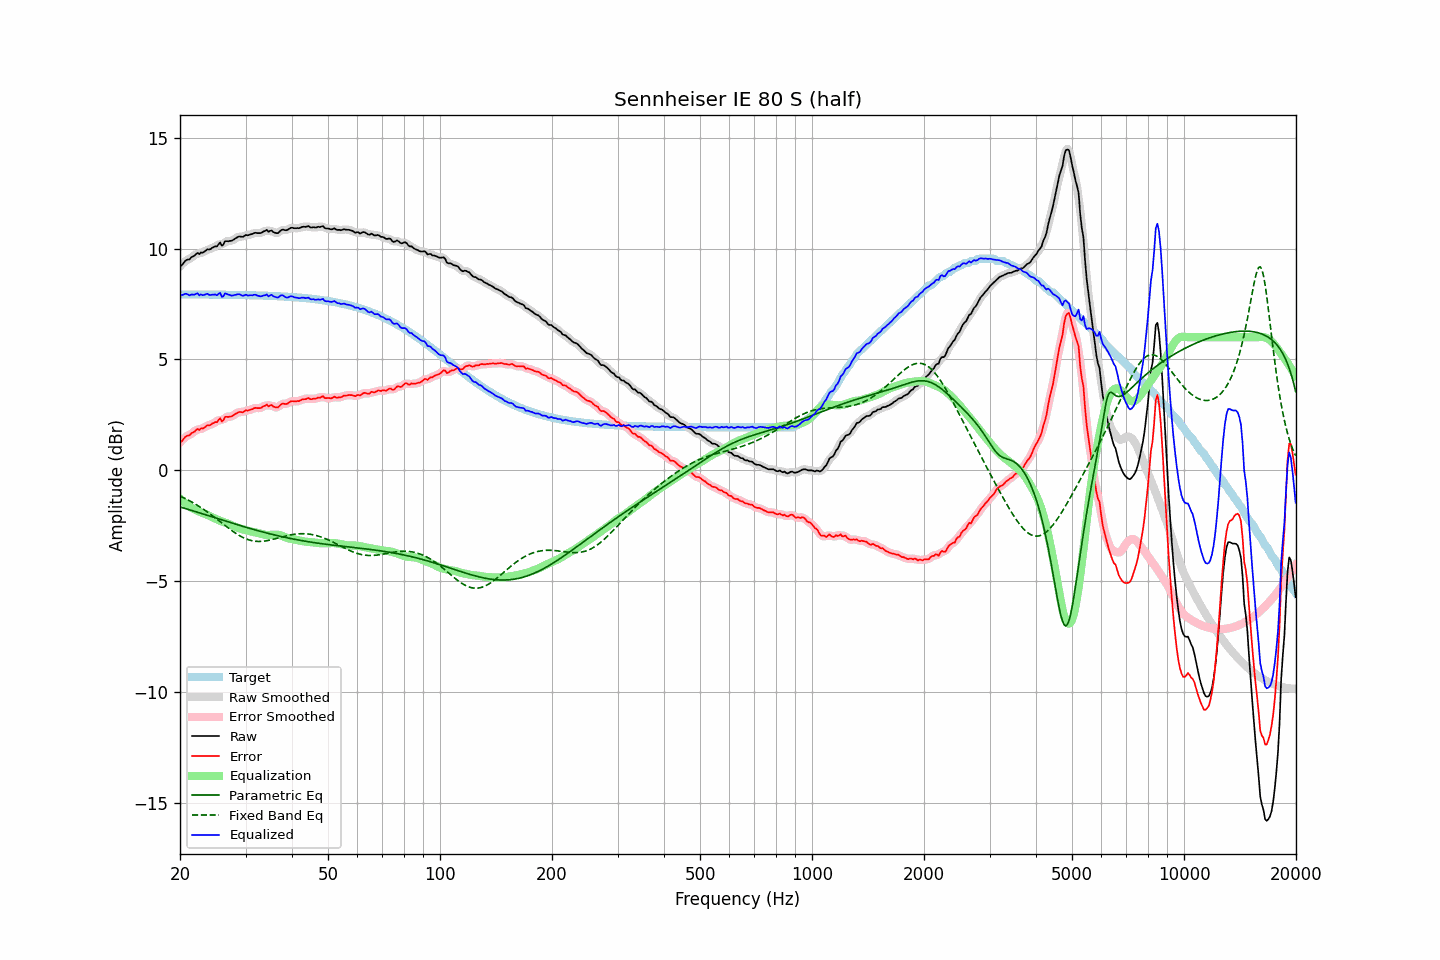 Sennheiser IE 80 S (half)
Amplitude (dBr)
15
10
5
0
−5
−10
−15
Target
Raw Smoothed
Error Smoothed
Raw
Error
Equalization
Parametric Eq
Fixed Band Eq
Equalized
20 50 100 200 500 1000 2000 5000 10000 20000
Frequency (Hz)